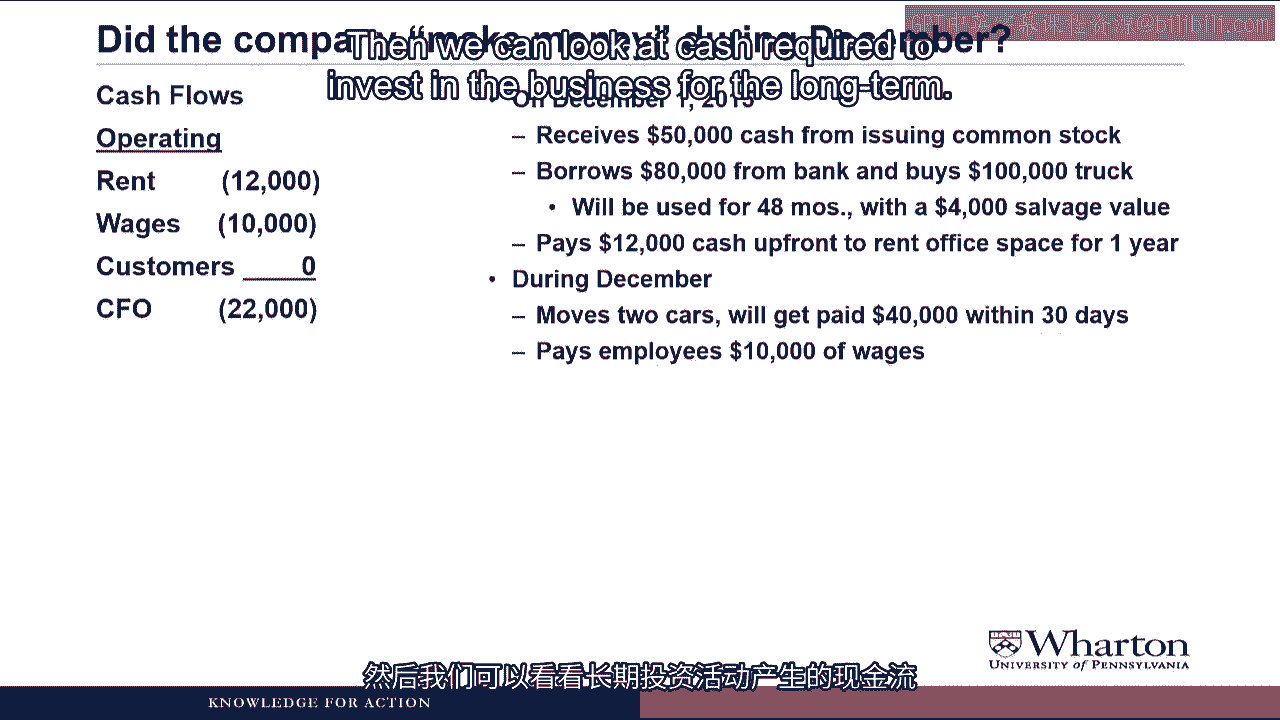 Did the company "make money" during December?
Then we can look at cash required to
invest in the business for the long-term.
Cash Flows
Operating
Rent (12,000)
Wages (10,000)
Customers 0
CFO (22,000)
• On December 1, 2015
– Receives $50,000 cash from issuing common stock
– Borrows $80,000 from bank and buys $100,000 truck
• Will be used for 48 mos., with a $4,000 salvage value
– Pays $12,000 cash upfront to rent office space for 1 year
• During December
– Moves two cars, will get paid $40,000 within 30 days
– Pays employees $10,000 of wages
Wharton
UNIVERSITY of PENNSYLVANIA
然后我们可以看看长期投资活动产生的现金流
KNOWLEDGE FOR ACTION